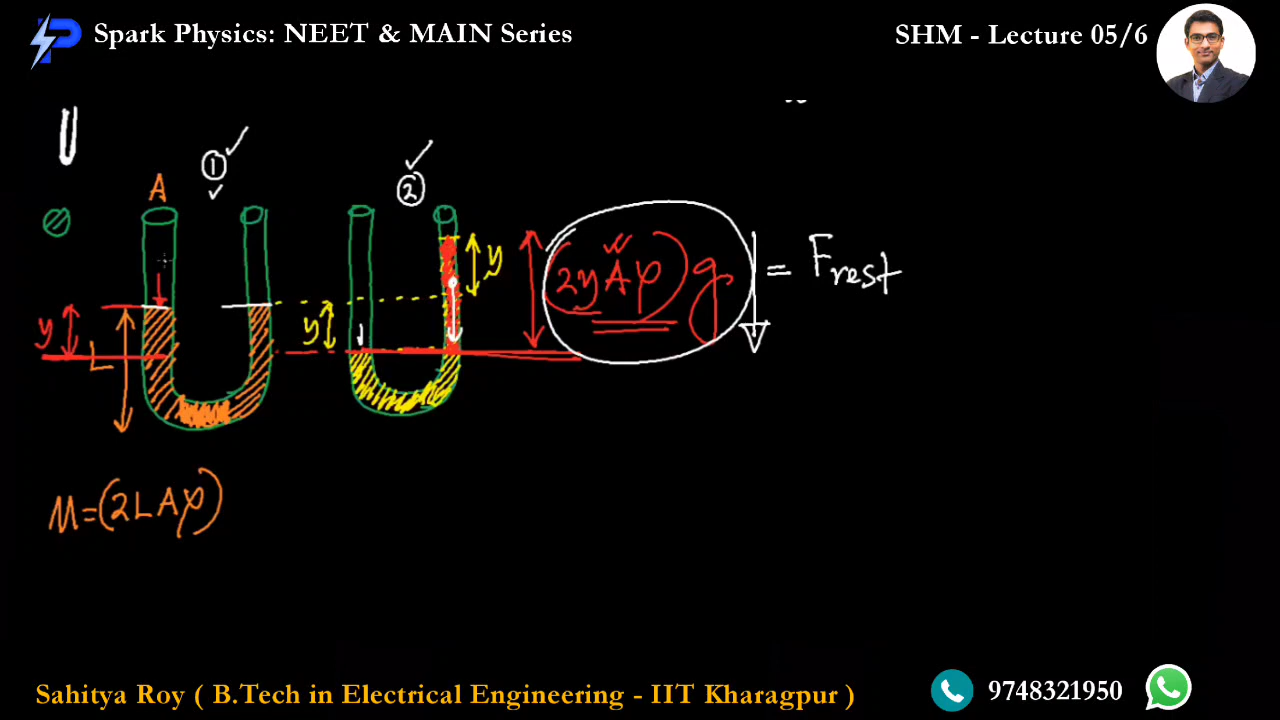 Spark Physics: NEET & MAIN Series
SHM - Lecture 05/6
①
②
A
y
L
y
y
(2yAρ)g = Frest
M=(2LAρ)
Sahitya Roy ( B.Tech in Electrical Engineering - IIT Kharagpur )
9748321950